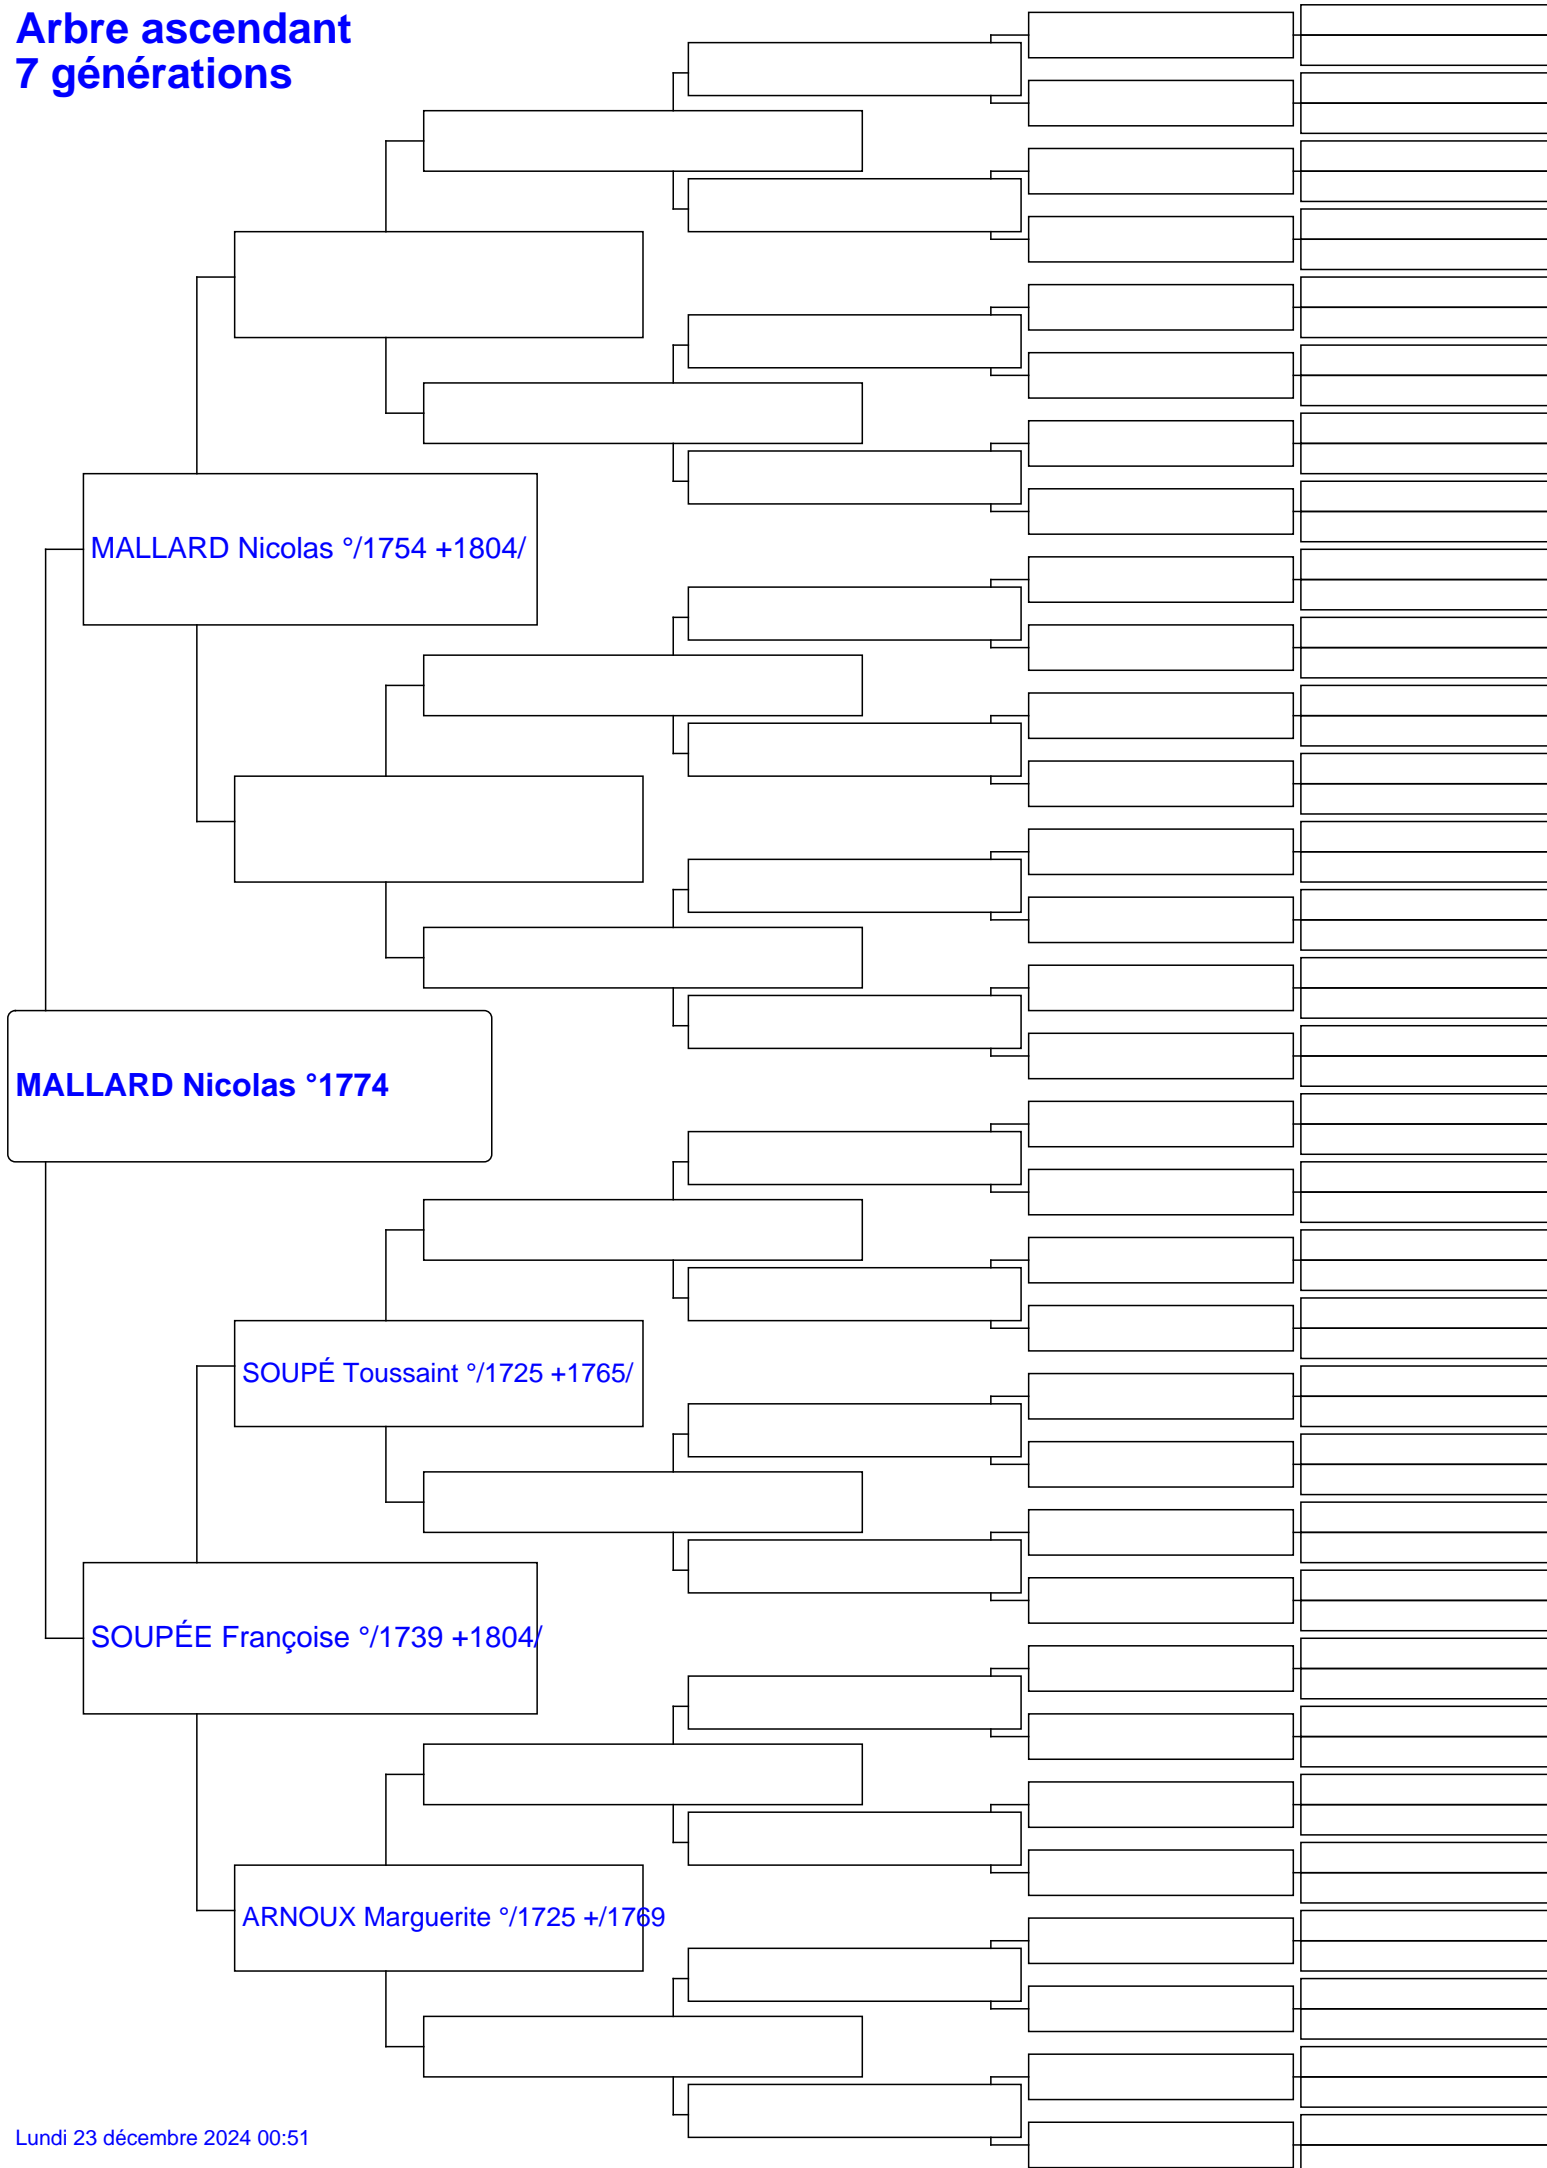 Arbre ascendant
7 générations
MALLARD Nicolas °/1754 +1804/
MALLARD Nicolas °1774
SOUPÉ Toussaint °/1725 +1765/
SOUPÉE Françoise °/1739 +1804/
ARNOUX Marguerite °/1725 +/1769
Lundi 23 décembre 2024 00:51